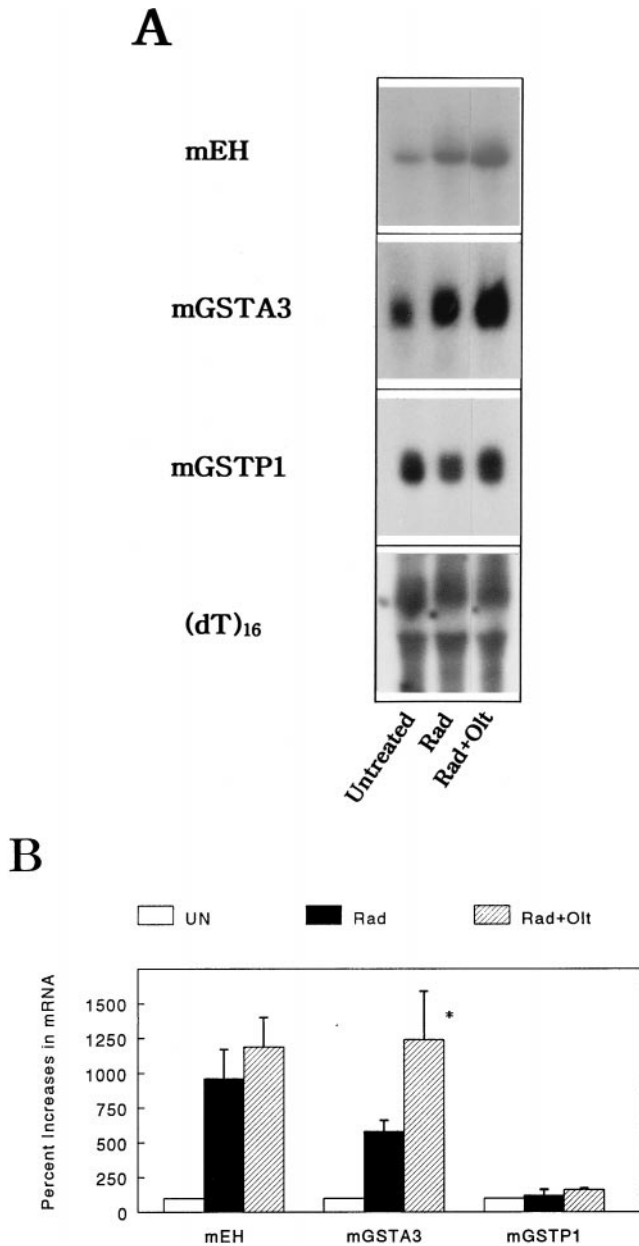 A
mEH
mGSTA3
mGSTP1
(dT)16
Untreated
Rad
Rad+Olt
B
UN Rad Rad+Olt
Percent Increases in mRNA
1500
1250
1000
750
500
250
0
*
mEH mGSTA3 mGSTP1